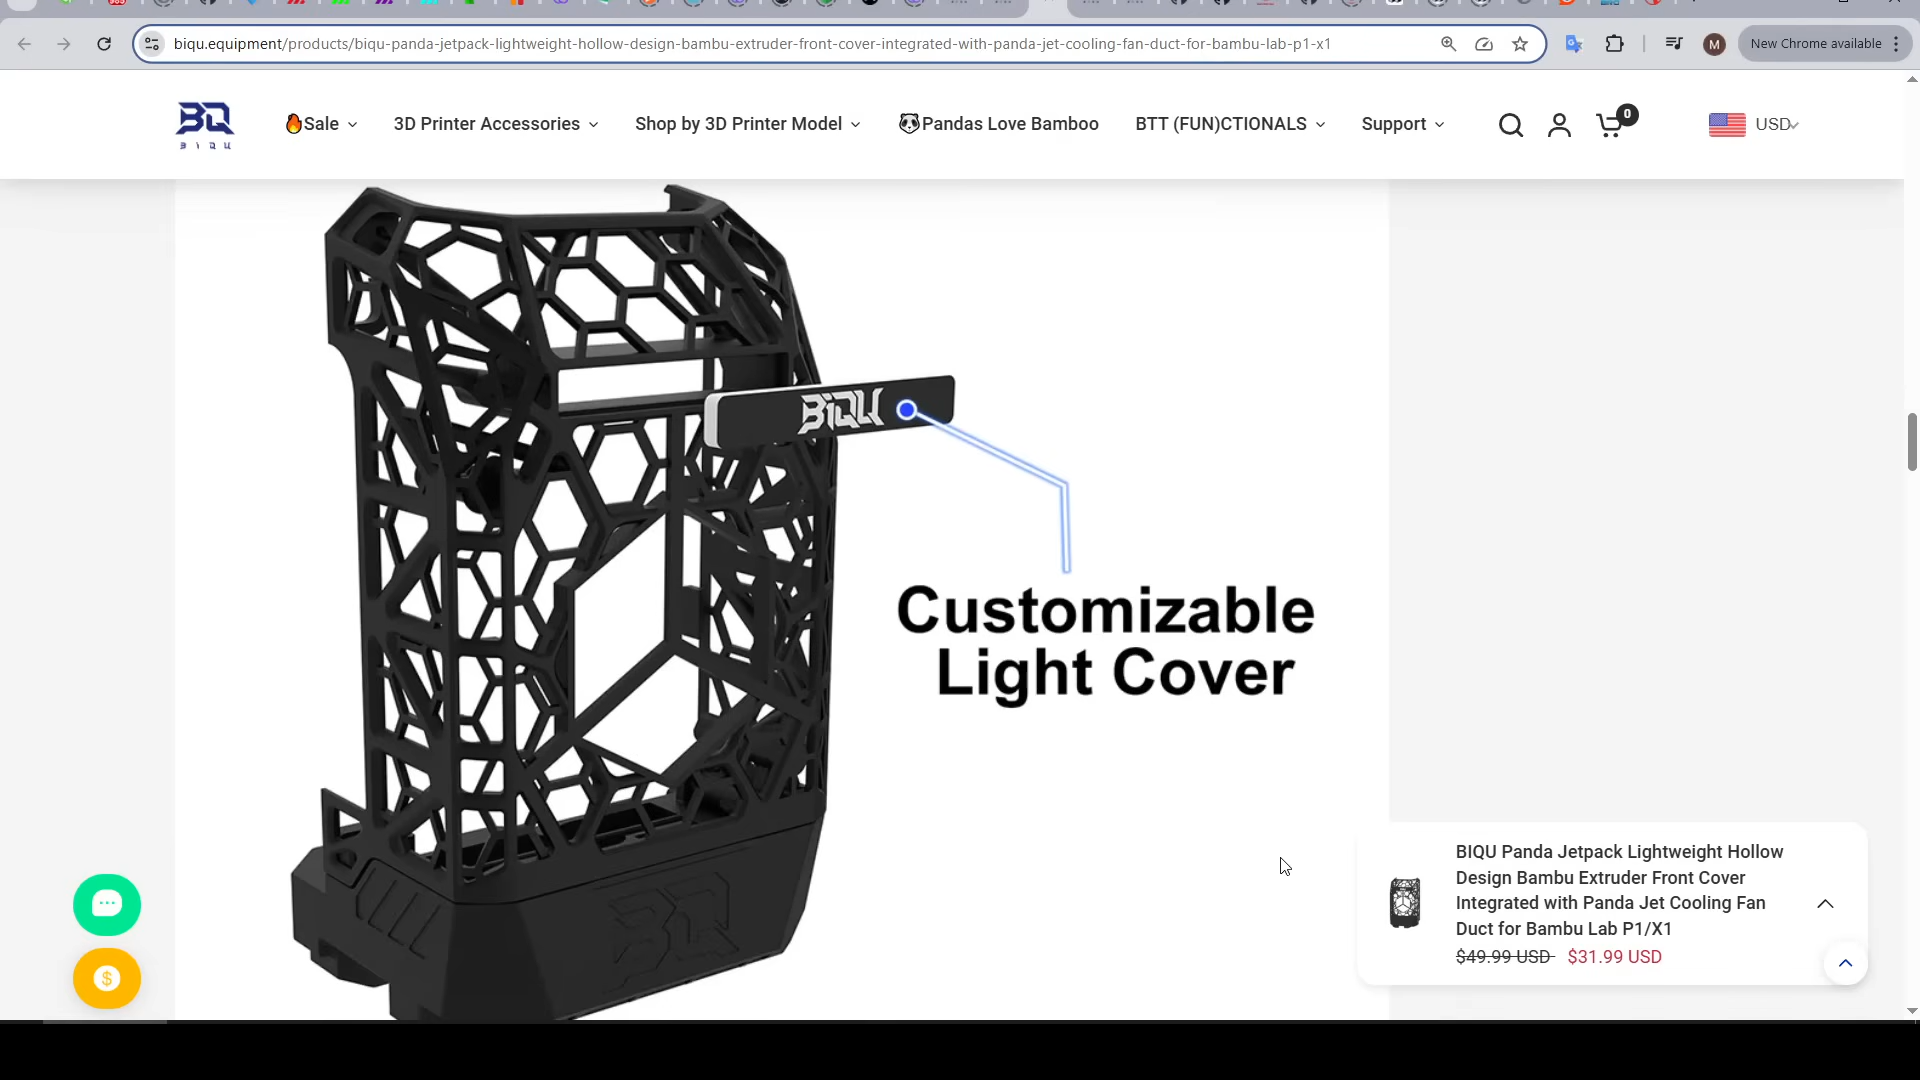 biqu.equipment/products/biqu-panda-jetpack-lightweight-hollow-design-bambu-extruder-front-cover-integrated-with-panda-jet-cooling-fan-duct-for-bambu-lab-p1-x1
M
New Chrome available
BIQU
🔥Sale
3D Printer Accessories
Shop by 3D Printer Model
🐼Pandas Love Bamboo
BTT (FUN)CTIONALS
Support
0
USD
BIQU
Customizable
Light Cover
BIQU Panda Jetpack Lightweight Hollow
Design Bambu Extruder Front Cover
Integrated with Panda Jet Cooling Fan
Duct for Bambu Lab P1/X1
$49.99 USD $31.99 USD
$